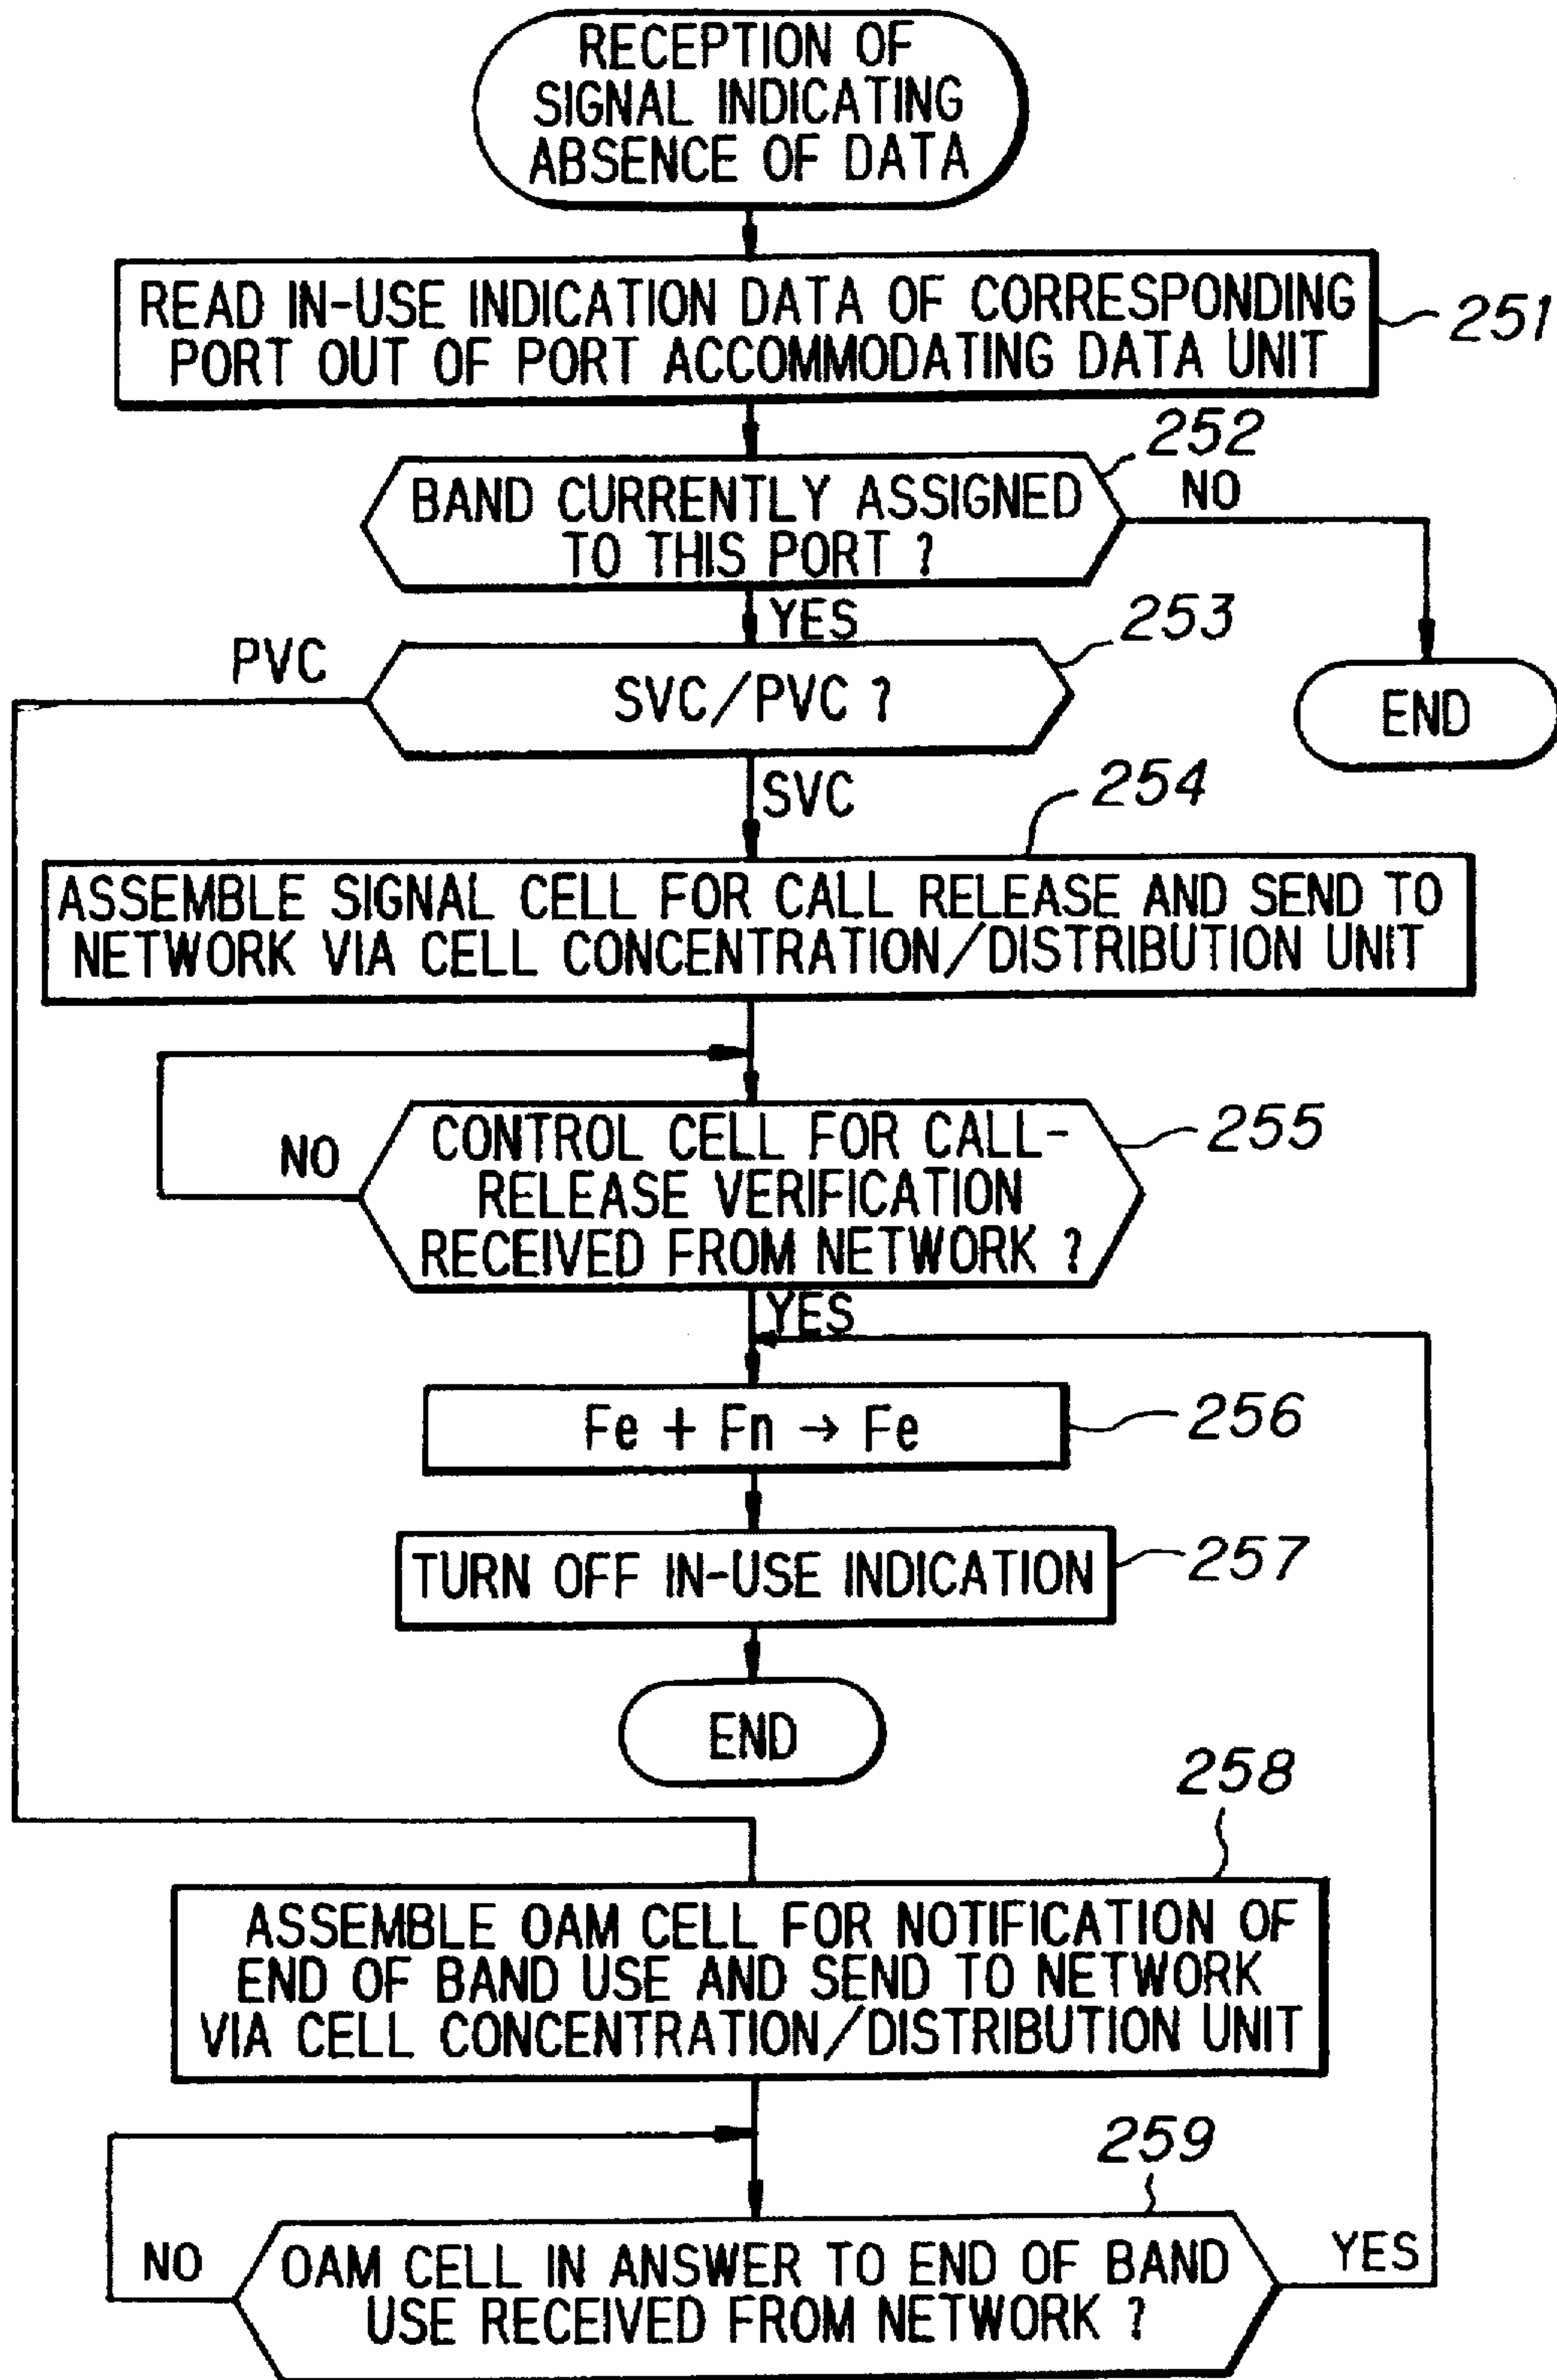 RECEPTION OF
SIGNAL INDICATING
ABSENCE OF DATA
READ IN-USE INDICATION DATA OF CORRESPONDING
PORT OUT OF PORT ACCOMMODATING DATA UNIT
251
252
BAND CURRENTLY ASSIGNED
TO THIS PORT ?
NO
YES
253
PVC
SVC/PVC ?
END
SVC
254
ASSEMBLE SIGNAL CELL FOR CALL RELEASE AND SEND TO
NETWORK VIA CELL CONCENTRATION/DISTRIBUTION UNIT
NO
CONTROL CELL FOR CALL-
RELEASE VERIFICATION
RECEIVED FROM NETWORK ?
255
YES
Fe + Fn → Fe
256
TURN OFF IN-USE INDICATION
257
END
258
ASSEMBLE OAM CELL FOR NOTIFICATION OF
END OF BAND USE AND SEND TO NETWORK
VIA CELL CONCENTRATION/DISTRIBUTION UNIT
259
NO
OAM CELL IN ANSWER TO END OF BAND
USE RECEIVED FROM NETWORK ?
YES